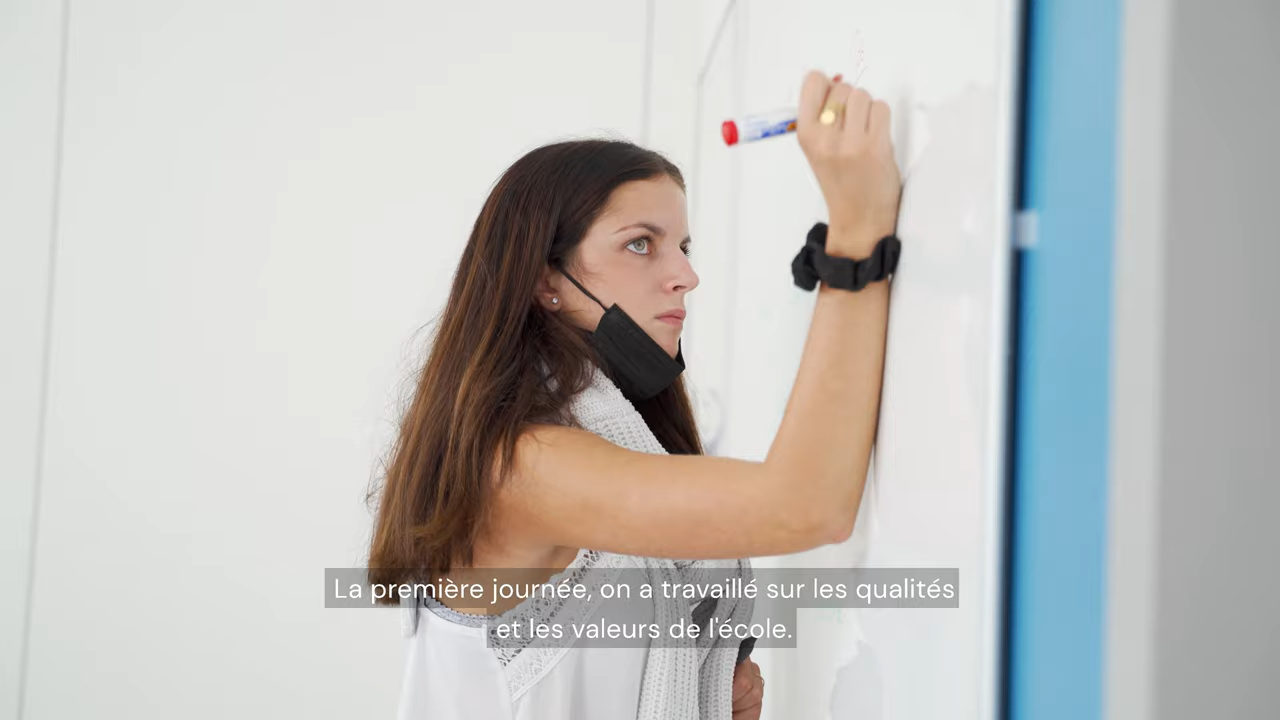 La première journée, on a travaillé sur les qualités
et les valeurs de l'école.